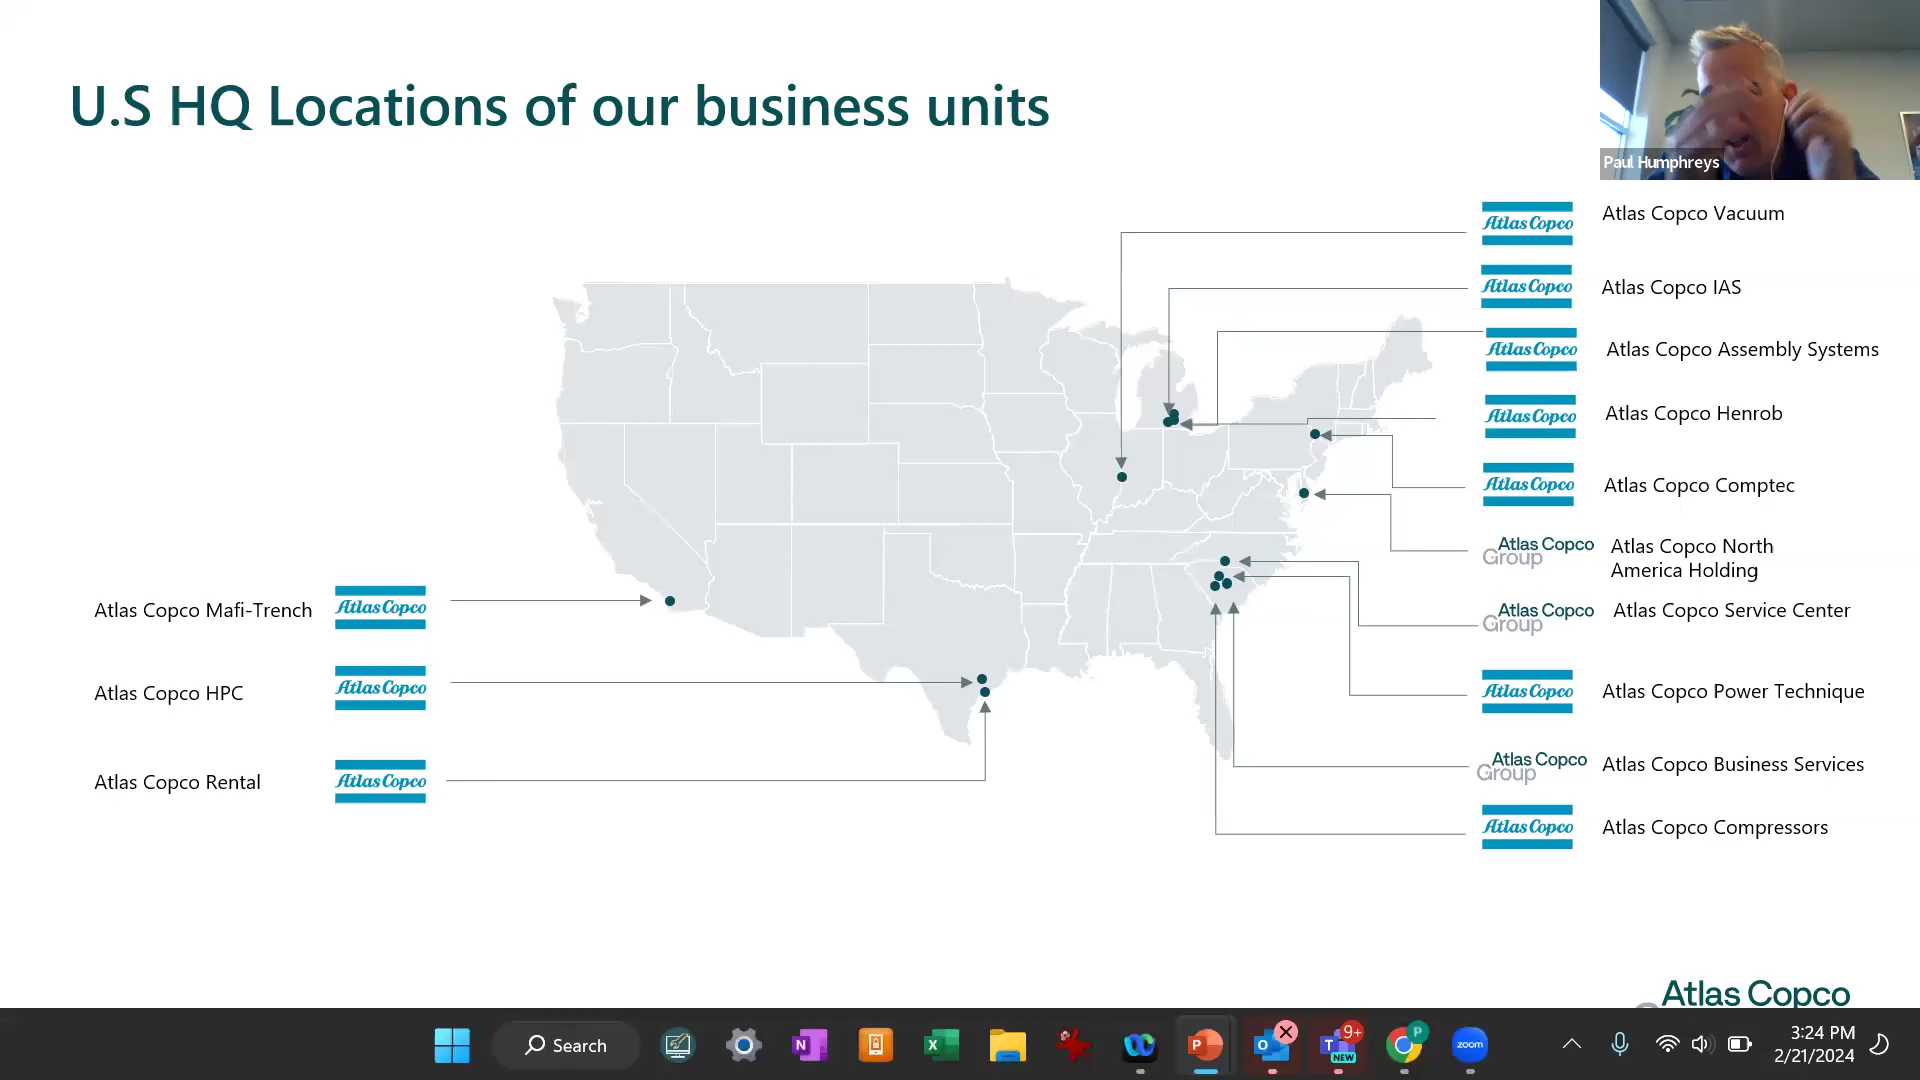 U.S HQ Locations of our business units
Paul Humphreys
Atlas Copco
Atlas Copco Vacuum
Atlas Copco
Atlas Copco IAS
Atlas Copco
Atlas Copco Assembly Systems
Atlas Copco
Atlas Copco Henrob
Atlas Copco
Atlas Copco Comptec
Atlas Copco
Group
Atlas Copco North
America Holding
Atlas Copco
Group
Atlas Copco Service Center
Atlas Copco
Atlas Copco Power Technique
Atlas Copco
Group
Atlas Copco Business Services
Atlas Copco
Atlas Copco Compressors
Atlas Copco Mafi-Trench
Atlas Copco
Atlas Copco HPC
Atlas Copco
Atlas Copco Rental
Atlas Copco
Atlas Copco
Search
N
X
P
O
9+
T
NEW
P
zoom
3:24 PM
2/21/2024